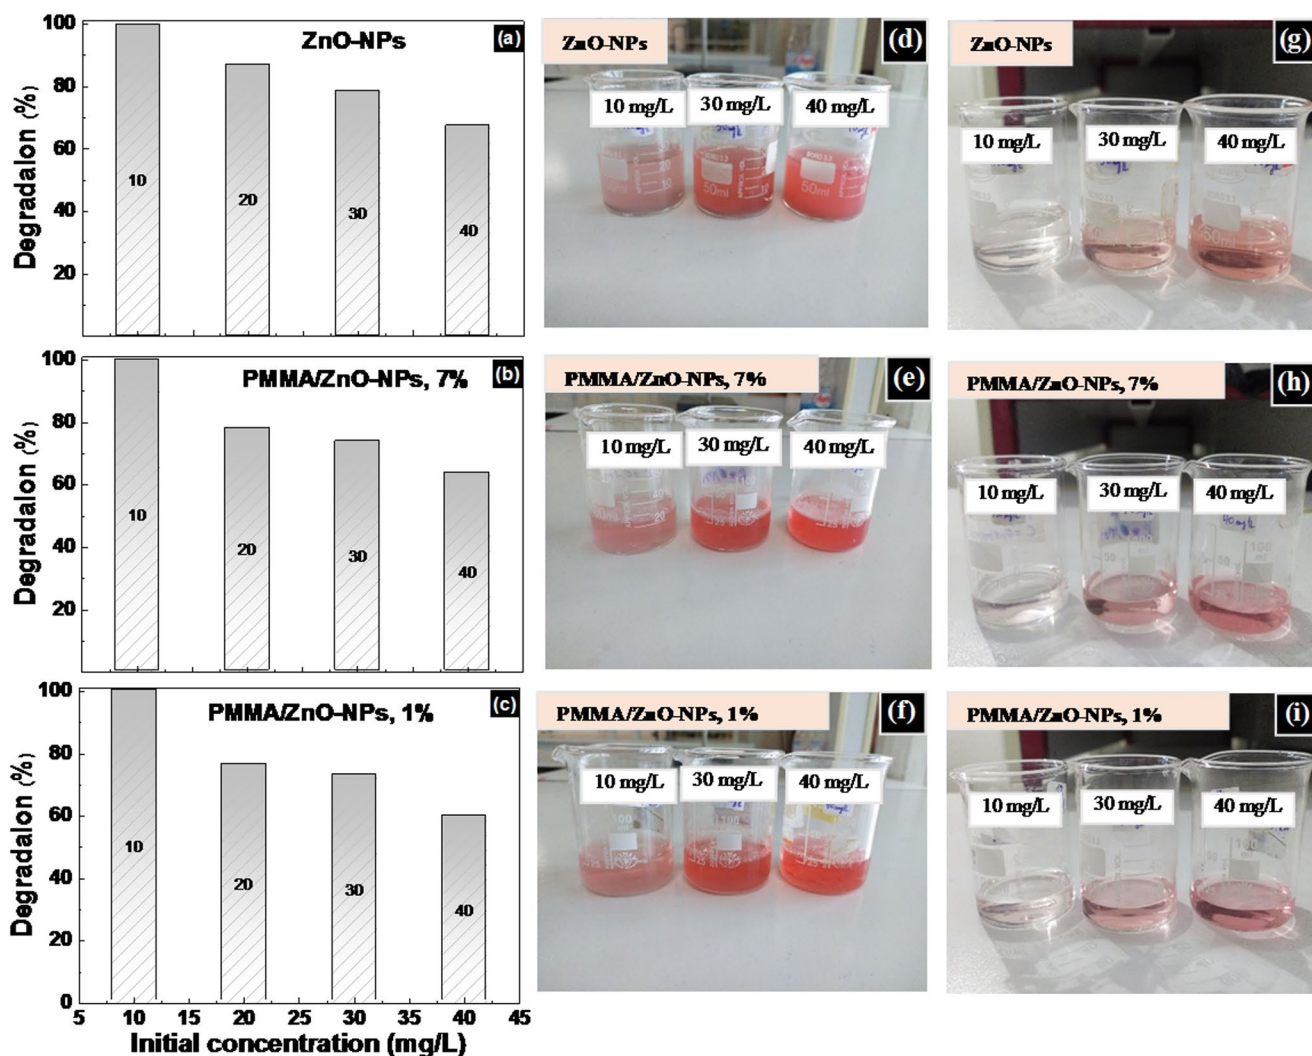 100
80
60
40
20
Degradalon (%)
ZnO-NPs
(a)
10
20
30
40
100
80
60
40
20
Degradalon (%)
PMMA/ZnO-NPs, 7%
(b)
10
20
30
40
100
80
60
40
20
0
Degradalon (%)
PMMA/ZnO-NPs, 1%
(c)
10
20
30
40
5 10 15 20 25 30 35 40 45
Initial concentration (mg/L)
ZnO-NPs
(d)
10 mg/L
30 mg/L
40 mg/L
50ml
50ml
PMMA/ZnO-NPs, 7%
(e)
10 mg/L
30 mg/L
40 mg/L
PMMA/ZnO-NPs, 1%
(f)
10 mg/L
30 mg/L
40 mg/L
ZnO-NPs
(g)
10 mg/L
30 mg/L
40 mg/L
50ml
PMMA/ZnO-NPs, 7%
(h)
10 mg/L
30 mg/L
40 mg/L
40mg/L
PMMA/ZnO-NPs, 1%
(i)
10 mg/L
30 mg/L
40 mg/L